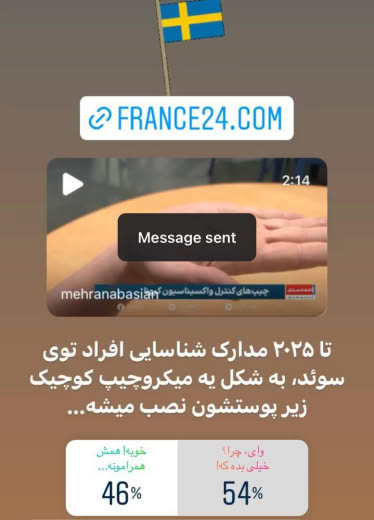 FRANCE24.COM
2:14
Message sent
چیپ‌های کنترل واکسیناسیون کرونا
mehranabasian
تا ۲۰۲۵ مدارک شناسایی افراد توی
سوئد، به شکل یه میکروچیپ کوچیک
زیر پوستشون نصب میشه...
خوبه! همش
همرامونه...
46%
وای، چرا؟
خیلی بده که!
54%